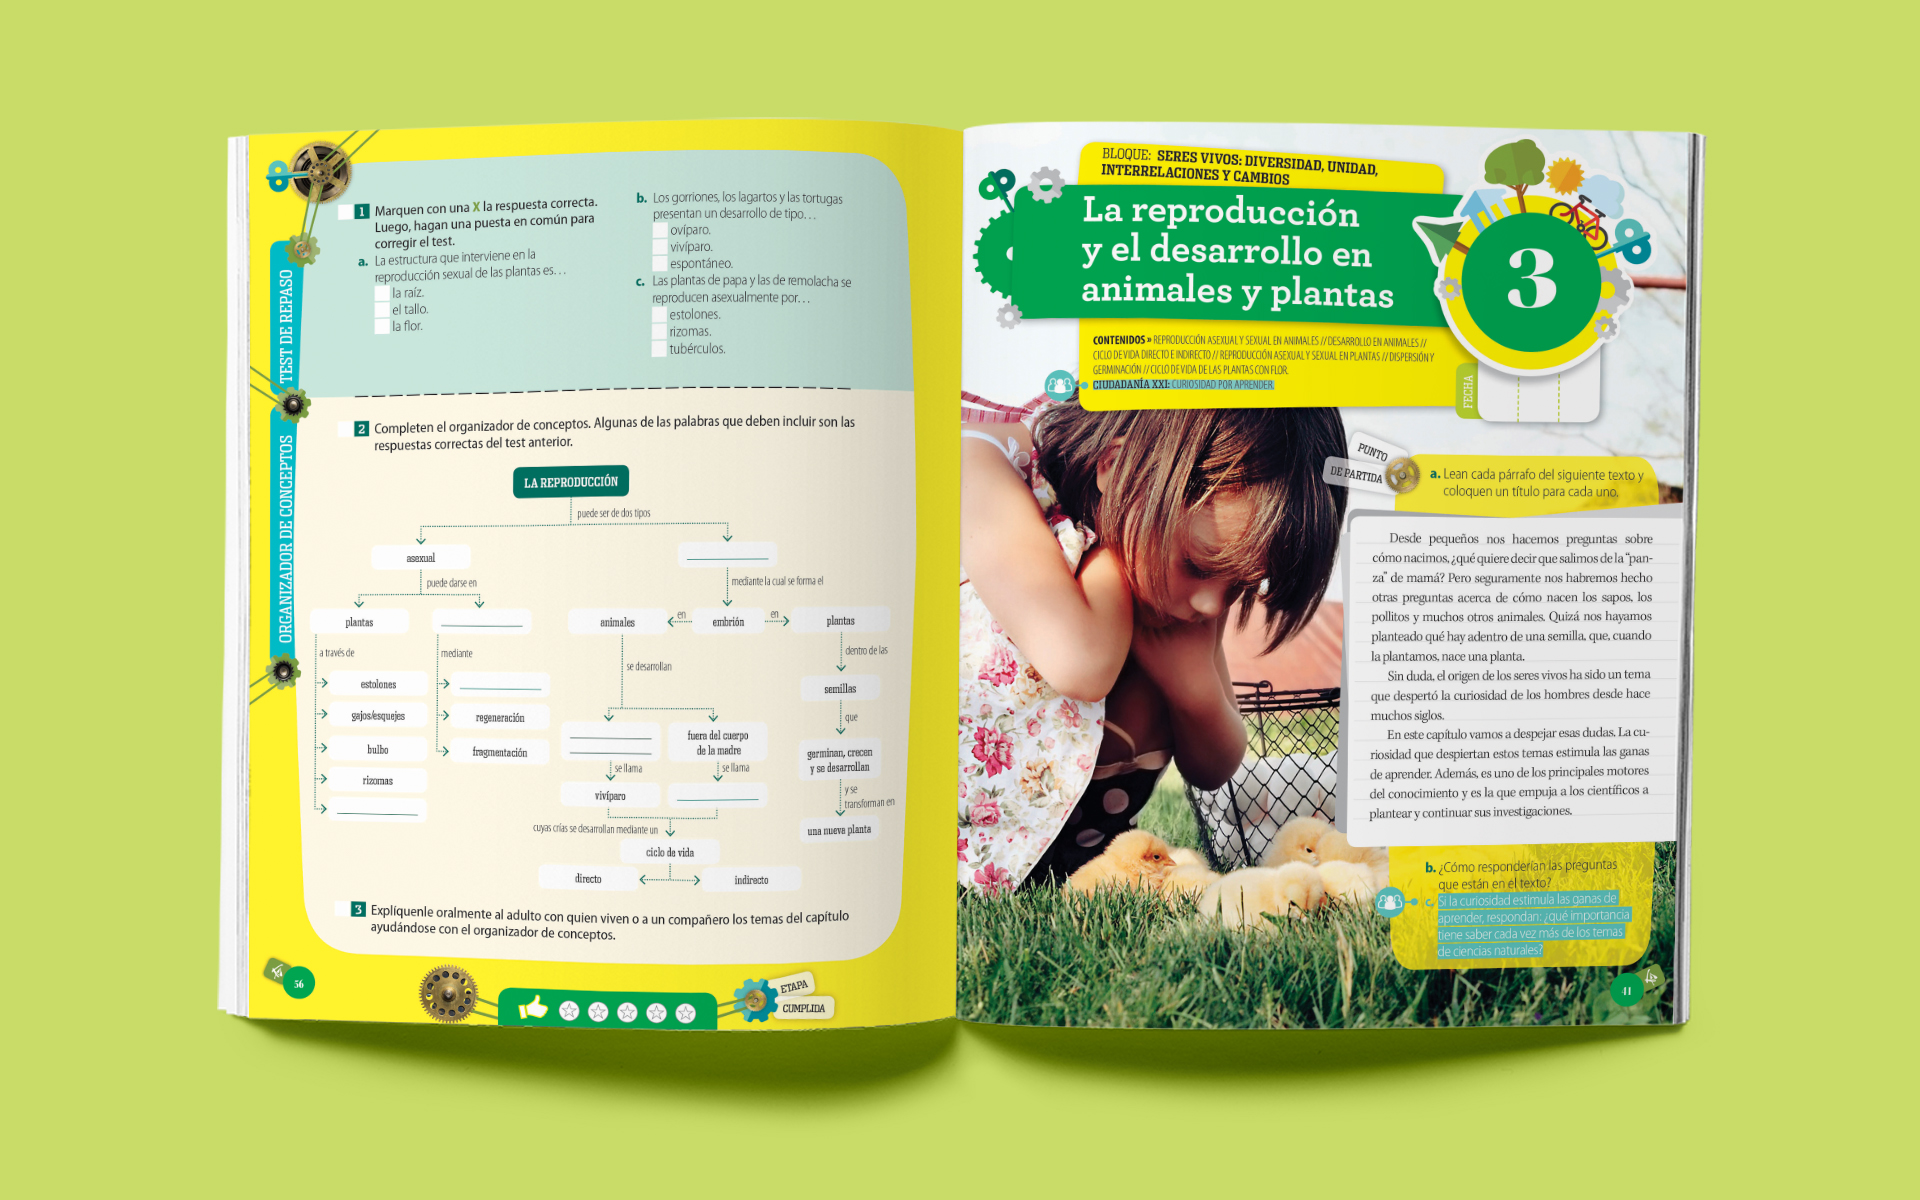 TEST DE REPASO
1 Marquen con una X la respuesta correcta.
Luego, hagan una puesta en común para
corregir el test.
a. La estructura que interviene en la
reproducción sexual de las plantas es…
la raíz.
el tallo.
la flor.
b. Los gorriones, los lagartos y las tortugas
presentan un desarrollo de tipo…
ovíparo.
vivíparo.
espontáneo.
c. Las plantas de papa y las de remolacha se
reproducen asexualmente por…
estolones.
rizomas.
tubérculos.
ORGANIZADOR DE CONCEPTOS
2 Completen el organizador de conceptos. Algunas de las palabras que deben incluir son las
respuestas correctas del test anterior.
LA REPRODUCCIÓN
puede ser de dos tipos
asexual
puede darse en
mediante la cual se forma el
plantas
animales
en
embrión
en
plantas
a través de
mediante
se desarrollan
dentro de las
estolones
semillas
gajos/esquejes
regeneración
que
bulbo
fragmentación
fuera del cuerpo
de la madre
germinan, crecen
y se desarrollan
rizomas
se llama
se llama
vivíparo
y se
transforman en
cuyas crías se desarrollan mediante un
una nueva planta
ciclo de vida
directo
indirecto
3 Explíquenle oralmente al adulto con quien viven o a un compañero los temas del capítulo
ayudándose con el organizador de conceptos.
56
ETAPA
CUMPLIDA
BLOQUE: SERES VIVOS: DIVERSIDAD, UNIDAD,
INTERRELACIONES Y CAMBIOS
La reproducción
y el desarrollo en
animales y plantas
3
CONTENIDOS » REPRODUCCIÓN ASEXUAL Y SEXUAL EN ANIMALES // DESARROLLO EN ANIMALES //
CICLO DE VIDA DIRECTO E INDIRECTO // REPRODUCCIÓN ASEXUAL Y SEXUAL EN PLANTAS // DISPERSIÓN Y
GERMINACIÓN // CICLO DE VIDA DE LAS PLANTAS CON FLOR.
CIUDADANÍA XXI: CURIOSIDAD POR APRENDER.
FECHA
PUNTO
DE PARTIDA
a. Lean cada párrafo del siguiente texto y
coloquen un título para cada uno.
Desde pequeños nos hacemos preguntas sobre
cómo nacimos, ¿qué quiere decir que salimos de la “pan-
za” de mamá? Pero seguramente nos habremos hecho
otras preguntas acerca de cómo nacen los sapos, los
pollitos y muchos otros animales. Quizá nos hayamos
planteado qué hay adentro de una semilla, que, cuando
la plantamos, nace una planta.
Sin duda, el origen de los seres vivos ha sido un tema
que despertó la curiosidad de los hombres desde hace
muchos siglos.
En este capítulo vamos a despejar esas dudas. La cu-
riosidad que despiertan estos temas estimula las ganas
de aprender. Además, es uno de los principales motores
del conocimiento y es la que empuja a los científicos a
plantear y continuar sus investigaciones.
b. ¿Cómo responderían las preguntas
que están en el texto?
c. Si la curiosidad estimula las ganas de
aprender, respondan: ¿qué importancia
tiene saber cada vez más de los temas
de ciencias naturales?
41